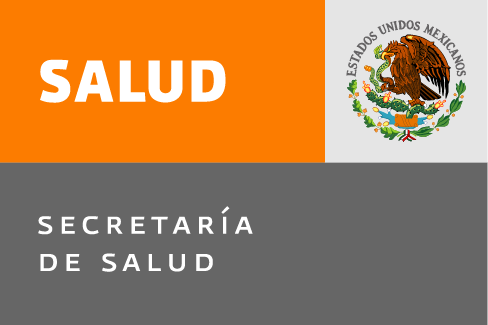 SALUD
ESTADOS UNIDOS MEXICANOS
SECRETARÍA
DE SALUD